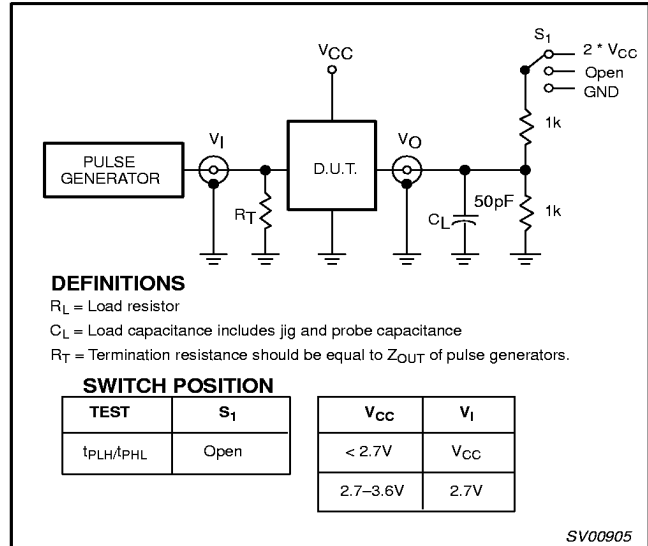 S1
2 * VCC
Open
GND
VCC
1k
VI
VO
PULSE
GENERATOR
D.U.T.
RT
50pF
CL
1k
DEFINITIONS
RL = Load resistor
CL = Load capacitance includes jig and probe capacitance
RT = Termination resistance should be equal to ZOUT of pulse generators.
SWITCH POSITION
TEST S1
tPLH/tPHL Open
VCC VI
< 2.7V VCC
2.7–3.6V 2.7V
SV00905